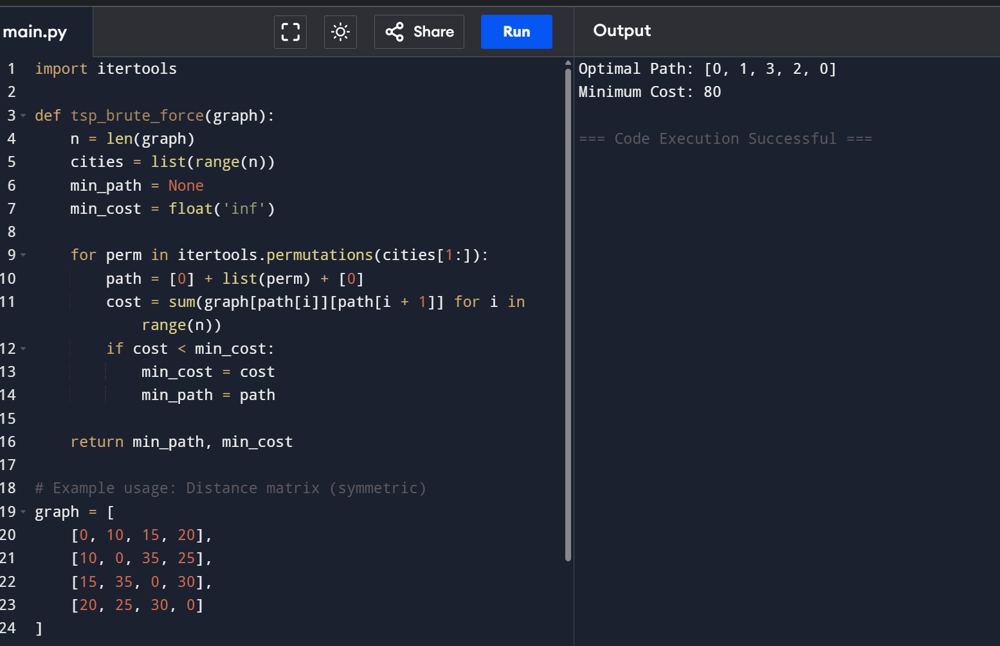 main.py
Share
Run
Output
1 import itertools
2
3 def tsp_brute_force(graph):
4     n = len(graph)
5     cities = list(range(n))
6     min_path = None
7     min_cost = float('inf')
8
9     for perm in itertools.permutations(cities[1:]):
10         path = [0] + list(perm) + [0]
11         cost = sum(graph[path[i]][path[i + 1]] for i in
            range(n))
12         if cost < min_cost:
13             min_cost = cost
14             min_path = path
15
16     return min_path, min_cost
17
18 # Example usage: Distance matrix (symmetric)
19 graph = [
20     [0, 10, 15, 20],
21     [10, 0, 35, 25],
22     [15, 35, 0, 30],
23     [20, 25, 30, 0]
24 ]
Optimal Path: [0, 1, 3, 2, 0]
Minimum Cost: 80
=== Code Execution Successful ===